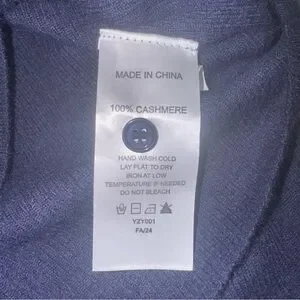 MADE IN CHINA
100% CASHMERE
HAND WASH COLD
LAY FLAT TO DRY
IRON AT LOW
TEMPERATURE IF NEEDED
DO NOT BLEACH
YZY001
FA/24